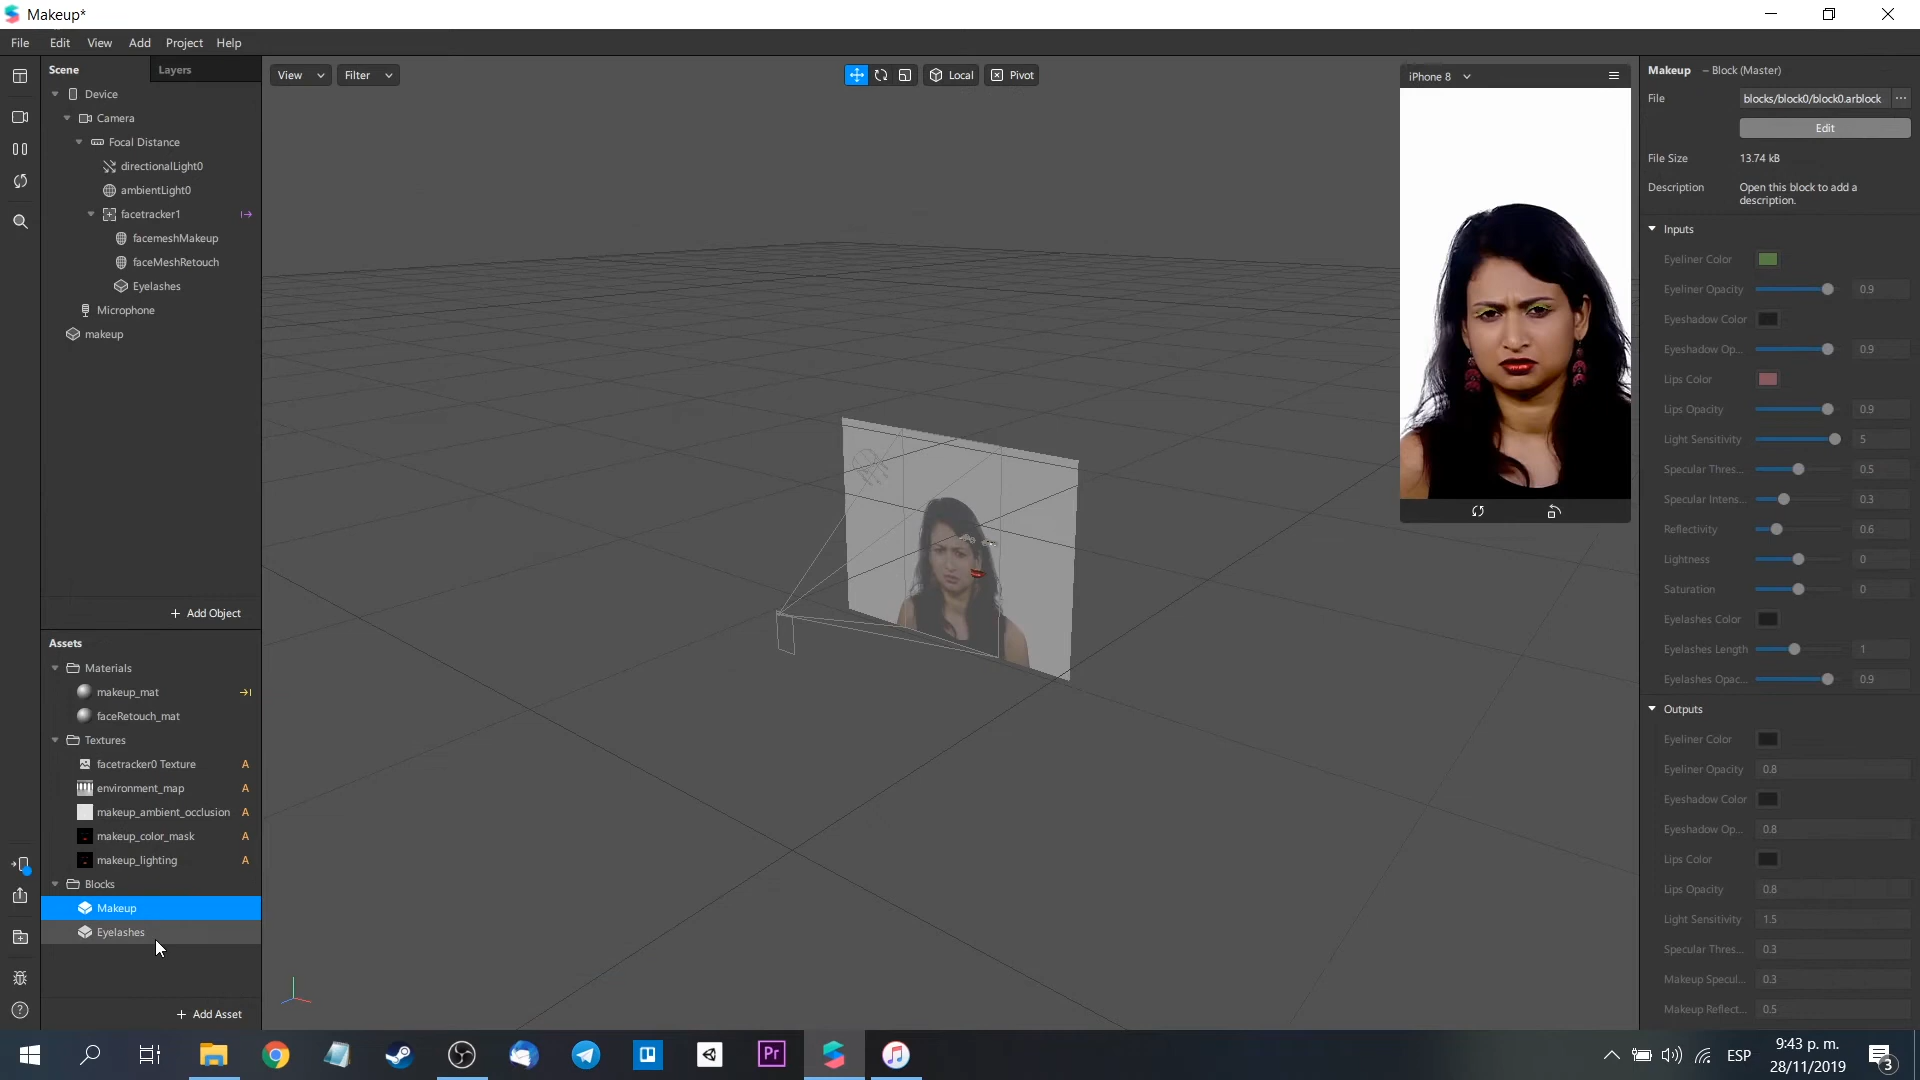 Makeup*
File Edit View Add Project Help
Scene Layers
Device
Camera
Focal Distance
directionalLight0
ambientLight0
facetracker1
facemeshMakeup
faceMeshRetouch
Eyelashes
Microphone
makeup
+ Add Object
Assets
Materials
makeup_mat
faceRetouch_mat
Textures
facetracker0 Texture A
environment_map A
makeup_ambient_occlusion A
makeup_color_mask A
makeup_lighting A
Blocks
Makeup
Eyelashes
+ Add Asset
View Filter
Local Pivot
iPhone 8
Makeup – Block (Master)
File blocks/block0/block0.arblock ...
Edit
File Size 13.74 kB
Description Open this block to add a
description.
Inputs
Eyeliner Color
Eyeliner Opacity 0.9
Eyeshadow Color
Eyeshadow Op... 0.9
Lips Color
Lips Opacity 0.9
Light Sensitivity 5
Specular Thres... 0.5
Specular Intens... 0.3
Reflectivity 0.6
Lightness 0
Saturation 0
Eyelashes Color
Eyelashes Length 1
Eyelashes Opac... 0.9
Outputs
Eyeliner Color
Eyeliner Opacity 0.8
Eyeshadow Color
Eyeshadow Op... 0.8
Lips Color
Lips Opacity 0.8
Light Sensitivity 1.5
Specular Thres... 0.3
Makeup Specul... 0.3
Makeup Reflect... 0.5
Pr
ESP
9:43 p. m.
28/11/2019
3